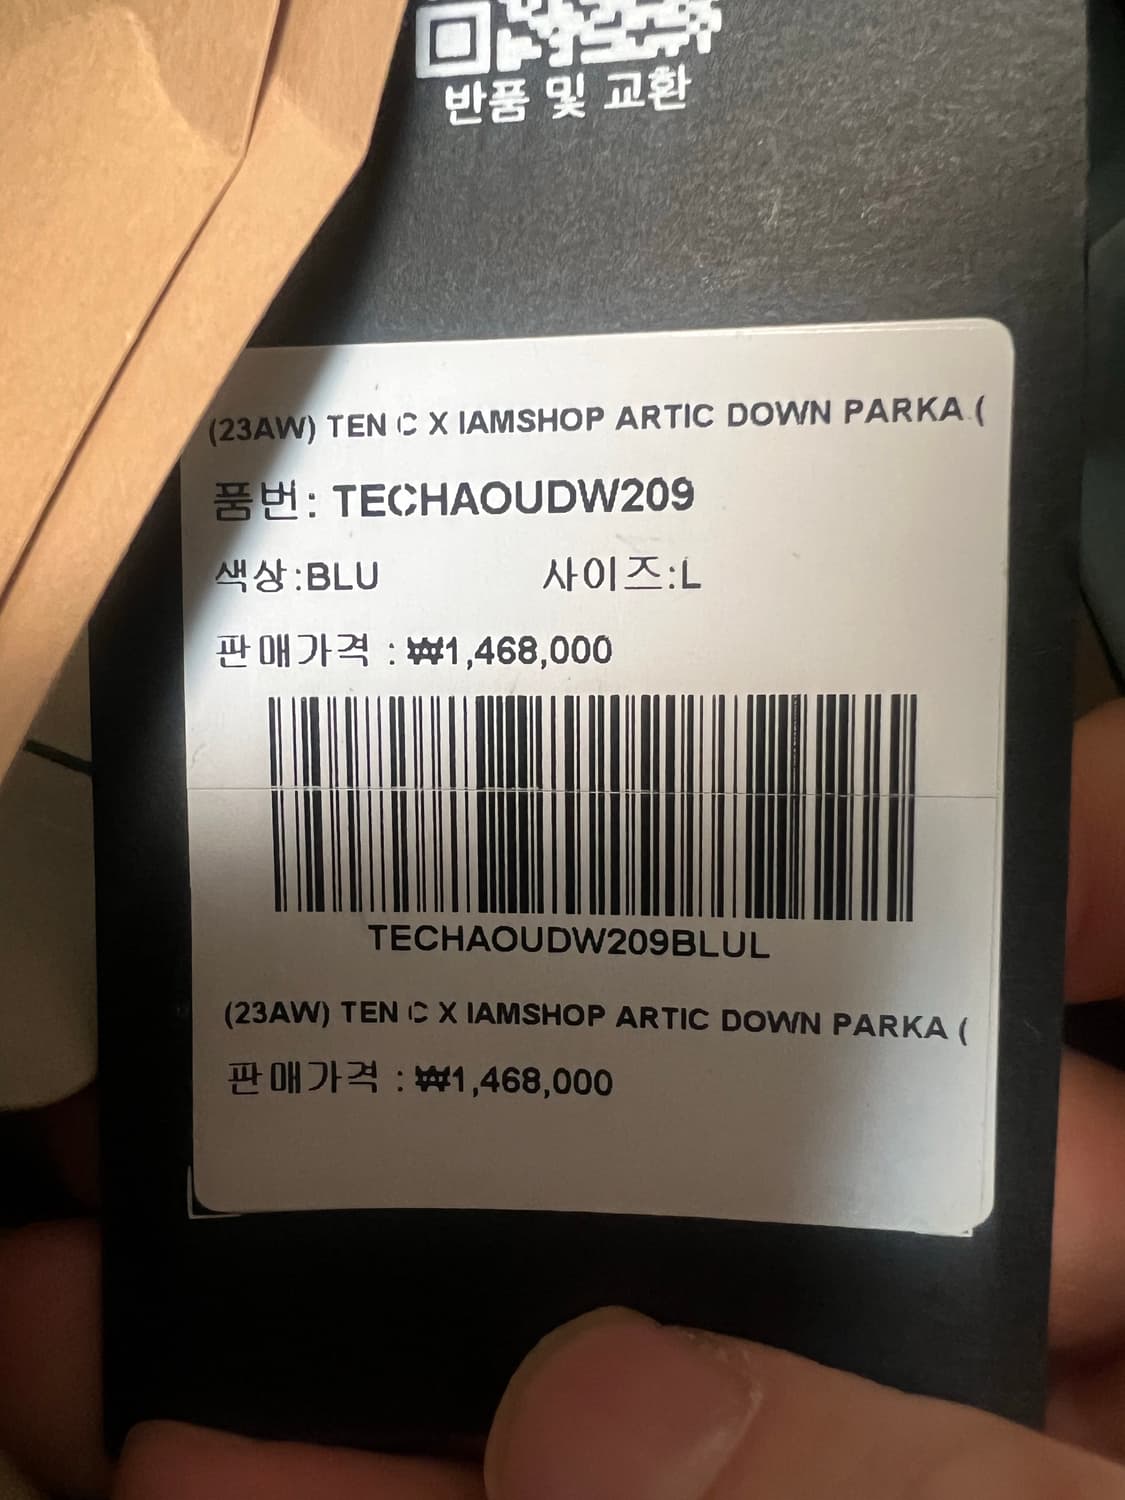 반품 및 교환
(23AW) TEN C X IAMSHOP ARTIC DOWN PARKA (
품번: TECHAOUDW209
색상:BLU 사이즈:L
판매가격 : ₩1,468,000
TECHAOUDW209BLUL
(23AW) TEN C X IAMSHOP ARTIC DOWN PARKA (
판매가격 : ₩1,468,000